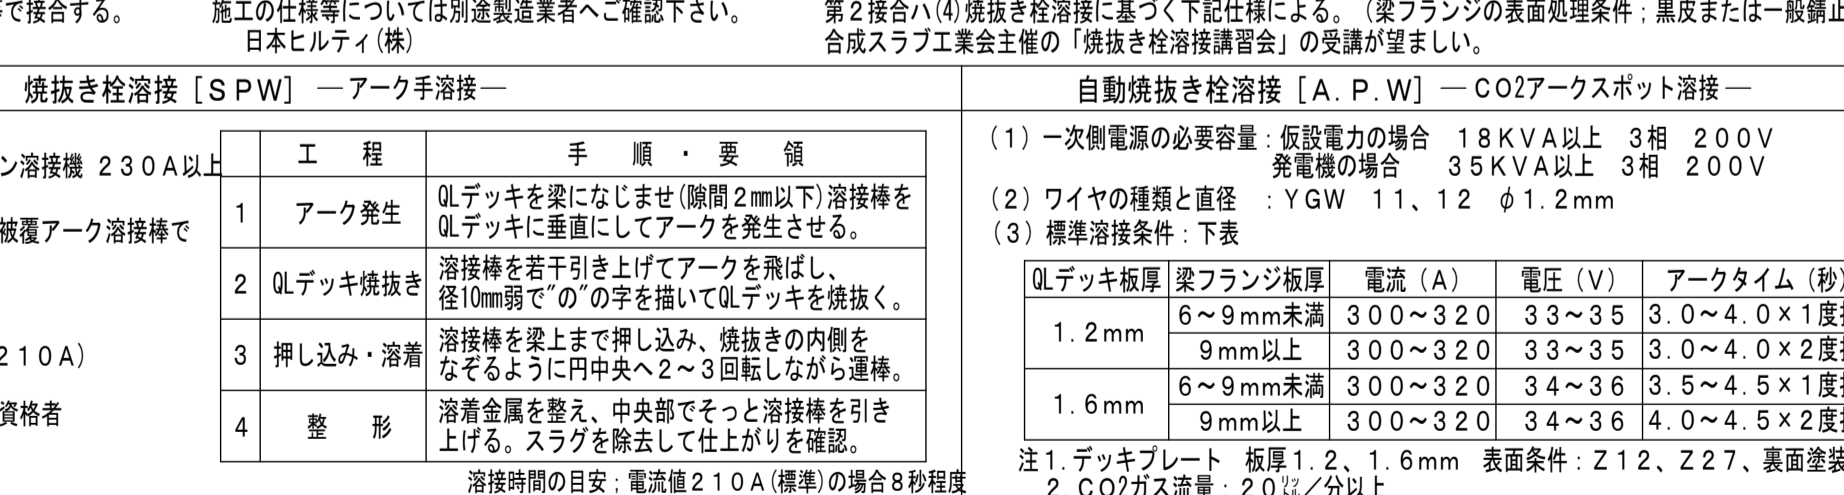 で接合する。 施工の仕様等については別途製造業者へご確認下さい。
日本ヒルティ(株)
第2接合ハ(4)焼抜き栓溶接に基づく下記仕様による。(梁フランジの表面処理条件;黒皮または一般錆止
合成スラブ工業会主催の「焼抜き栓溶接講習会」の受講が望ましい。
焼抜き栓溶接[SPW] ―アーク手溶接―
ン溶接機 230A以上
被覆アーク溶接棒で
210A)
資格者
工 程 手 順 ・ 要 領
1 アーク発生 QLデッキを梁になじませ(隙間2㎜以下)溶接棒を
QLデッキに垂直にしてアークを発生させる。
2 QLデッキ焼抜き 溶接棒を若干引き上げてアークを飛ばし、
径10㎜弱で"の"の字を描いてQLデッキを焼抜く。
3 押し込み・溶着 溶接棒を梁上まで押し込み、焼抜きの内側を
なぞるように円中央へ2～3回転しながら運棒。
4 整 形 溶着金属を整え、中央部でそっと溶接棒を引き
上げる。スラグを除去して仕上がりを確認。
溶接時間の目安;電流値210A(標準)の場合8秒程度
自動焼抜き栓溶接[A.P.W] ―CO2アークスポット溶接―
(1)一次側電源の必要容量:仮設電力の場合 18KVA以上 3相 200V
発電機の場合 35KVA以上 3相 200V
(2)ワイヤの種類と直径 :YGW 11、12 φ1.2mm
(3)標準溶接条件:下表
QLデッキ板厚 梁フランジ板厚 電流(A) 電圧(V) アークタイム(秒)
1.2mm 6～9mm未満 300～320 33～35 3.0～4.0×1度
9mm以上 300～320 33～35 3.0～4.0×2度
1.6mm 6～9mm未満 300～320 34～36 3.5～4.5×1度
9mm以上 300～320 34～36 4.0～4.5×2度
注1.デッキプレート 板厚1.2、1.6mm 表面条件:Z12、Z27、裏面塗装
2.CO2ガス流量:20㍑/分以上